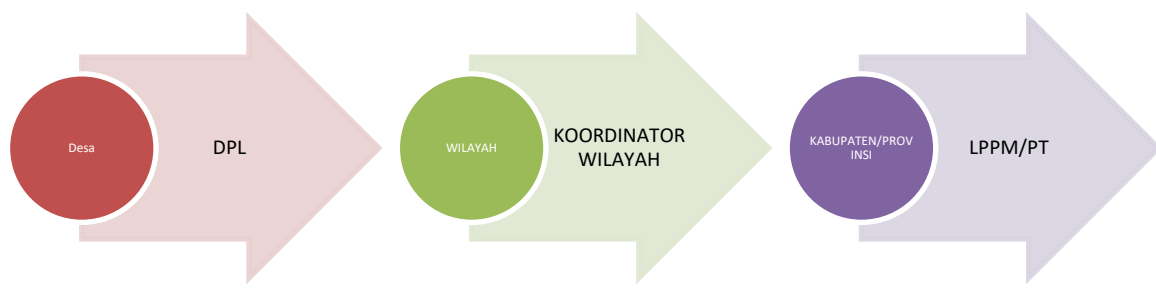 Desa
DPL
WILAYAH
KOORDINATOR
WILAYAH
KABUPATEN/PROV
INSI
LPPM/PT